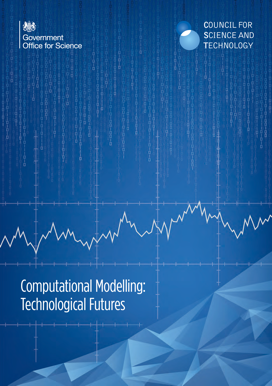 Government
Office for Science
COUNCIL FOR
SCIENCE AND
TECHNOLOGY
Computational Modelling:
Technological Futures